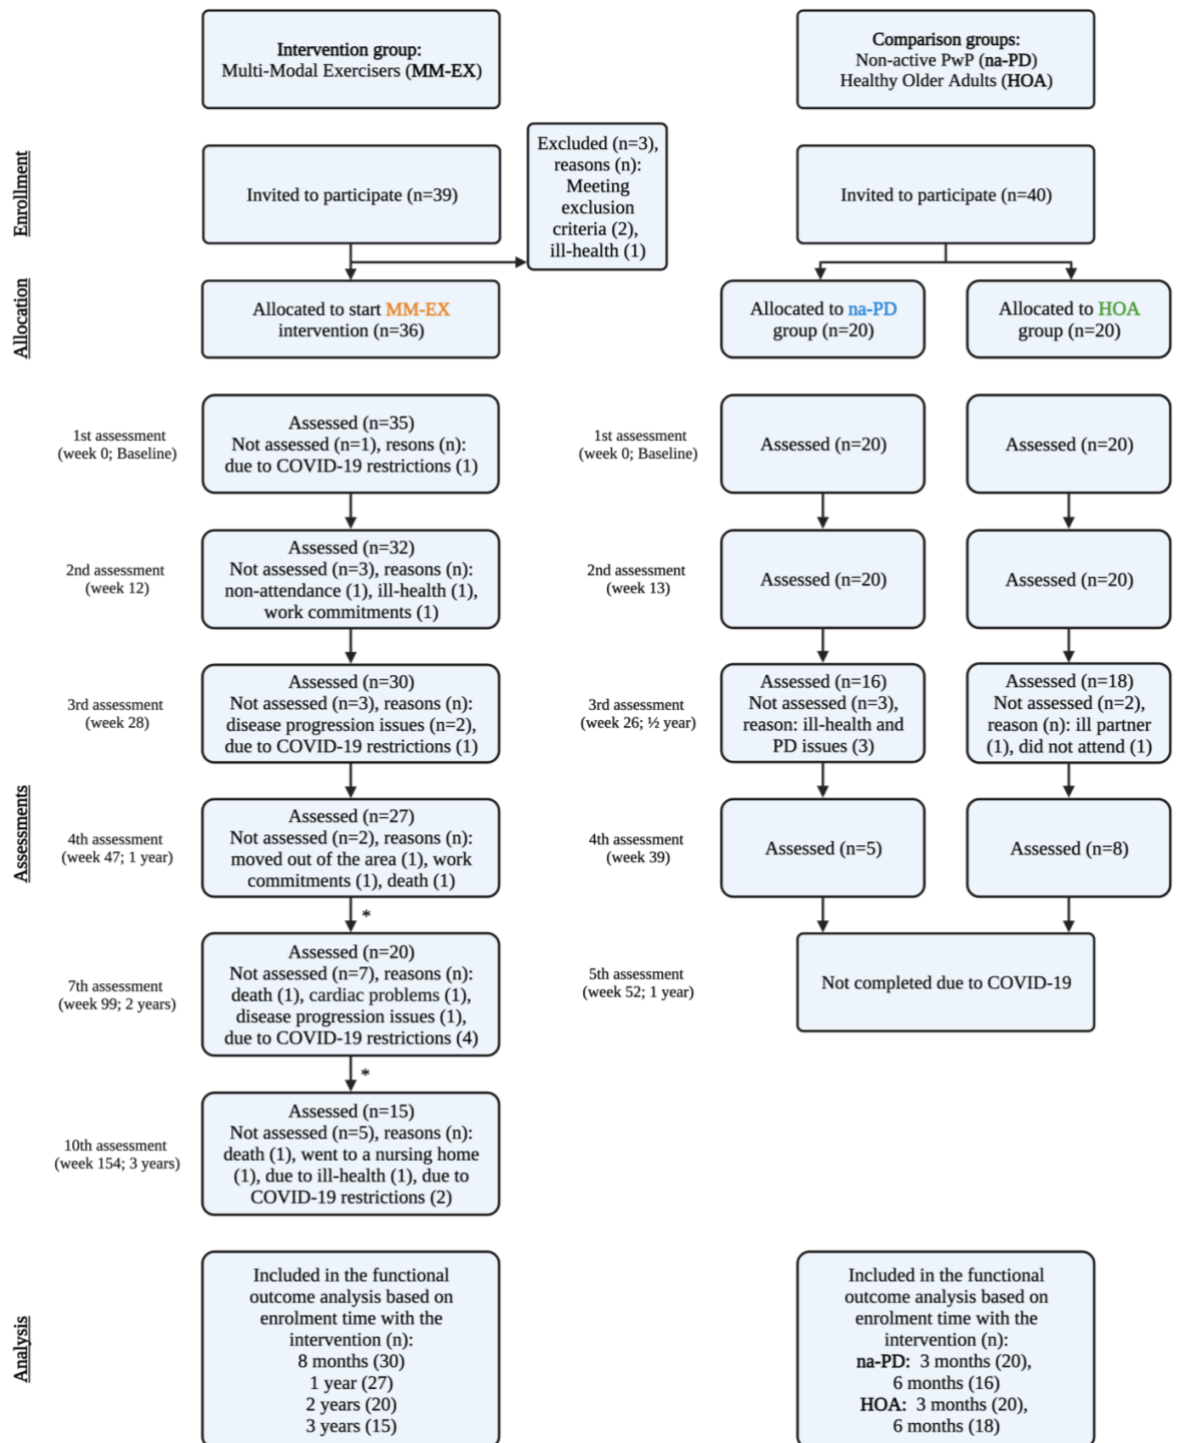 Intervention group:
Multi-Modal Exercisers (MM-EX)
Comparison groups:
Non-active PwP (na-PD)
Healthy Older Adults (HOA)
Enrollment
Invited to participate (n=39)
Excluded (n=3),
reasons (n):
Meeting
exclusion
criteria (2),
ill-health (1)
Invited to participate (n=40)
Allocation
Allocated to start MM-EX
intervention (n=36)
Allocated to na-PD
group (n=20)
Allocated to HOA
group (n=20)
Assessments
1st assessment
(week 0; Baseline)
Assessed (n=35)
Not assessed (n=1), resons (n):
due to COVID-19 restrictions (1)
1st assessment
(week 0; Baseline)
Assessed (n=20)
Assessed (n=20)
2nd assessment
(week 12)
Assessed (n=32)
Not assessed (n=3), reasons (n):
non-attendance (1), ill-health (1),
work commitments (1)
2nd assessment
(week 13)
Assessed (n=20)
Assessed (n=20)
3rd assessment
(week 28)
Assessed (n=30)
Not assessed (n=3), reasons (n):
disease progression issues (n=2),
due to COVID-19 restrictions (1)
3rd assessment
(week 26; ½ year)
Assessed (n=16)
Not assessed (n=3),
reason: ill-health and
PD issues (3)
Assessed (n=18)
Not assessed (n=2),
reason (n): ill partner
(1), did not attend (1)
4th assessment
(week 47; 1 year)
Assessed (n=27)
Not assessed (n=2), reasons (n):
moved out of the area (1), work
commitments (1), death (1)
*
4th assessment
(week 39)
Assessed (n=5)
Assessed (n=8)
7th assessment
(week 99; 2 years)
Assessed (n=20)
Not assessed (n=7), reasons (n):
death (1), cardiac problems (1),
disease progression issues (1),
due to COVID-19 restrictions (4)
*
5th assessment
(week 52; 1 year)
Not completed due to COVID-19
10th assessment
(week 154; 3 years)
Assessed (n=15)
Not assessed (n=5), reasons (n):
death (1), went to a nursing home
(1), due to ill-health (1), due to
COVID-19 restrictions (2)
Analysis
Included in the functional
outcome analysis based on
enrolment time with the
intervention (n):
8 months (30)
1 year (27)
2 years (20)
3 years (15)
Included in the functional
outcome analysis based on
enrolment time with the
intervention (n):
na-PD: 3 months (20),
6 months (16)
HOA: 3 months (20),
6 months (18)